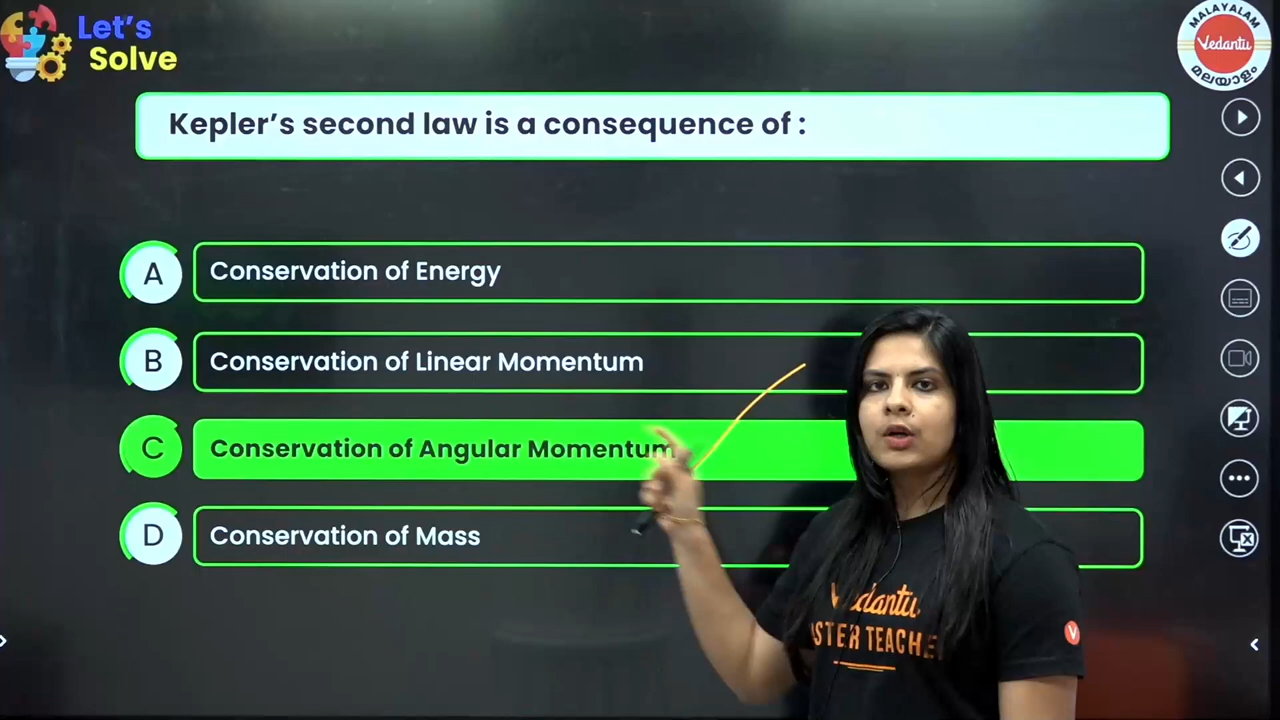 Let's
Solve
MALAYALAM
Vedantu
മലയാളം
Kepler's second law is a consequence of :
A
Conservation of Energy
B
Conservation of Linear Momentum
C
Conservation of Angular Momentum
D
Conservation of Mass
Vedantu
V